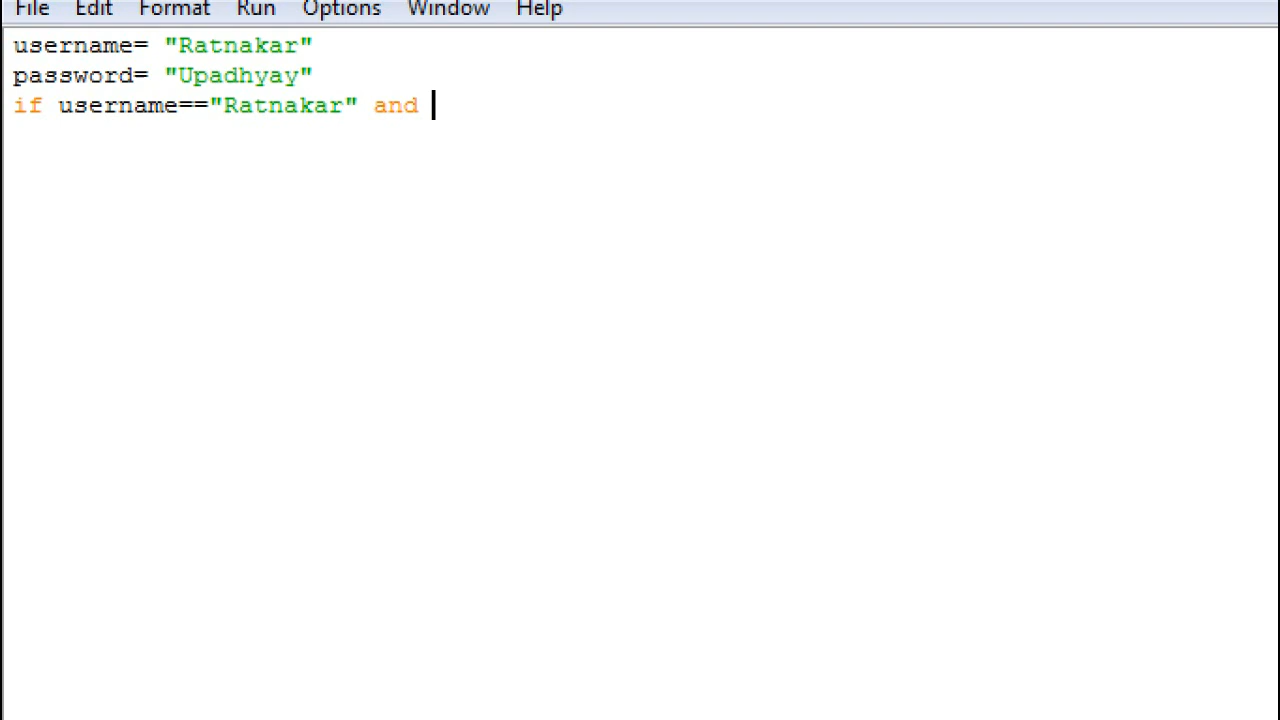 File Edit Format Run Options Window Help
username= "Ratnakar"
password= "Upadhyay"
if username=="Ratnakar" and